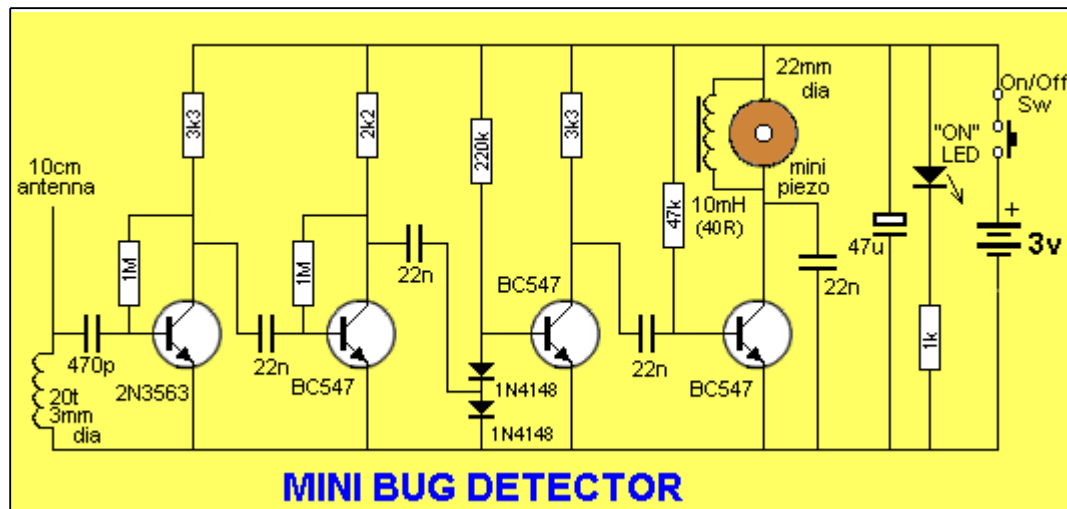 3k3
2k2
220k
3k3
22mm
dia
mini
piezo
10mH
(40R)
47k
On/Off
Sw
"ON"
LED
+
3v
47u
22n
1k
10cm
antenna
1M
1M
22n
BC547
470p
22n
22n
20t
3mm
dia
2N3563
BC547
1N4148
1N4148
BC547
MINI BUG DETECTOR